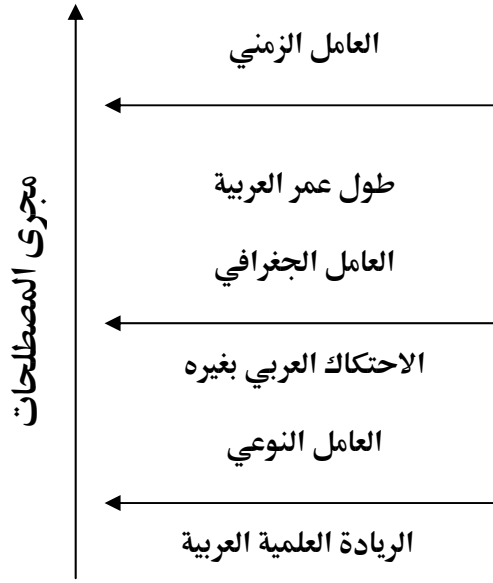 العامل الزمني
طول عمر العربية
العامل الجغرافي
الاحتكاك العربي بغيره
العامل النوعي
الريادة العلمية العربية
مجرى المصطلحات